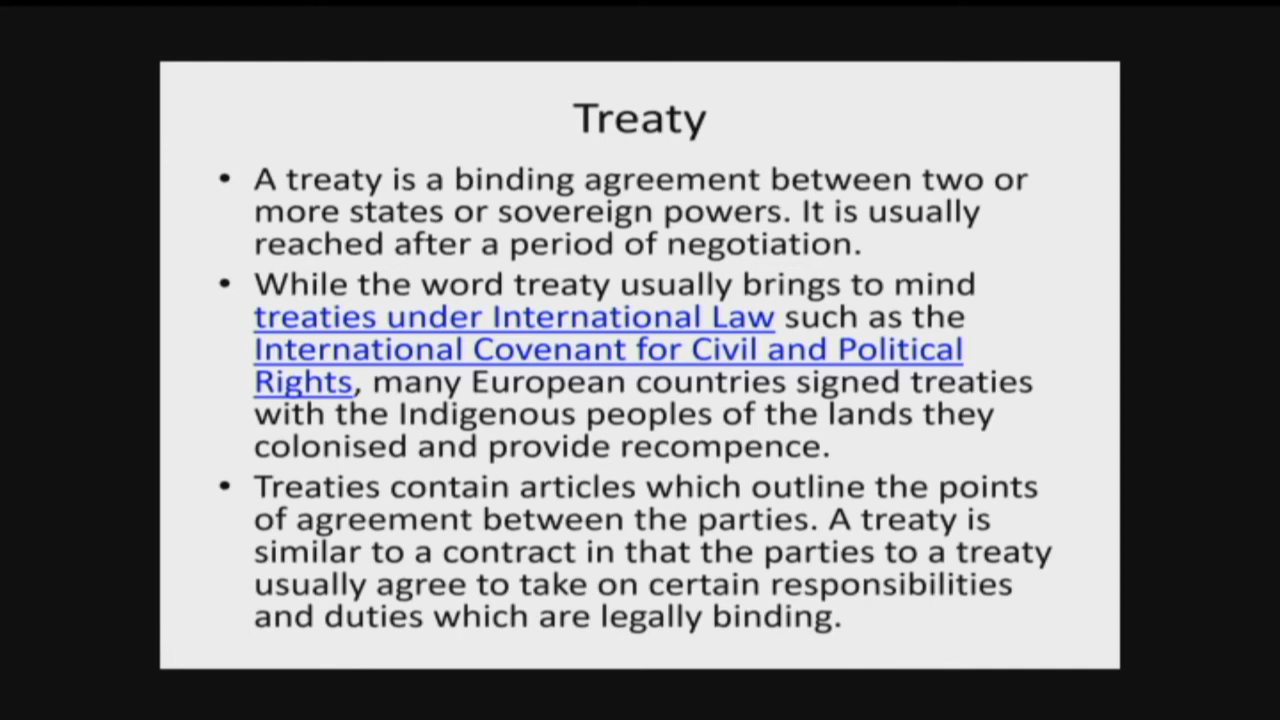 Treaty
• A treaty is a binding agreement between two or
more states or sovereign powers. It is usually
reached after a period of negotiation.
• While the word treaty usually brings to mind
treaties under International Law such as the
International Covenant for Civil and Political
Rights, many European countries signed treaties
with the Indigenous peoples of the lands they
colonised and provide recompence.
• Treaties contain articles which outline the points
of agreement between the parties. A treaty is
similar to a contract in that the parties to a treaty
usually agree to take on certain responsibilities
and duties which are legally binding.